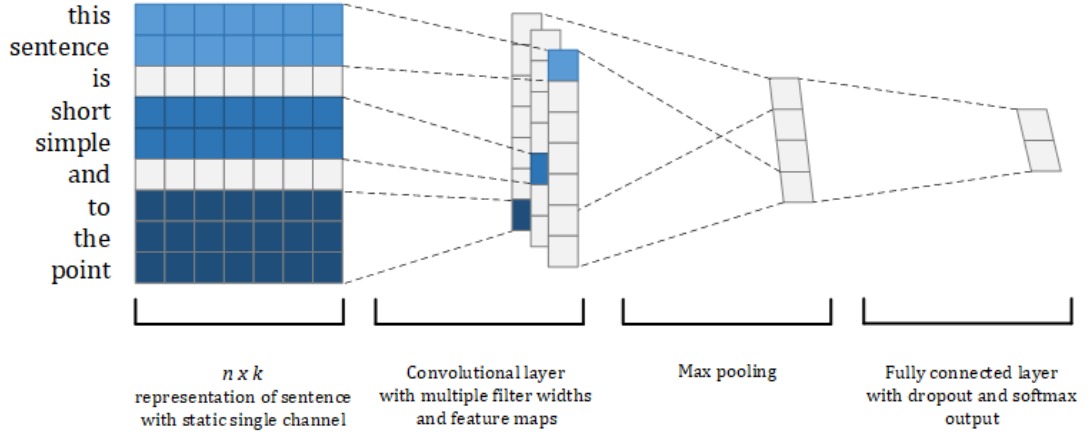 this
sentence
is
short
simple
and
to
the
point
n x k
representation of sentence
with static single channel
Convolutional layer
with multiple filter widths
and feature maps
Max pooling
Fully connected layer
with dropout and softmax
output